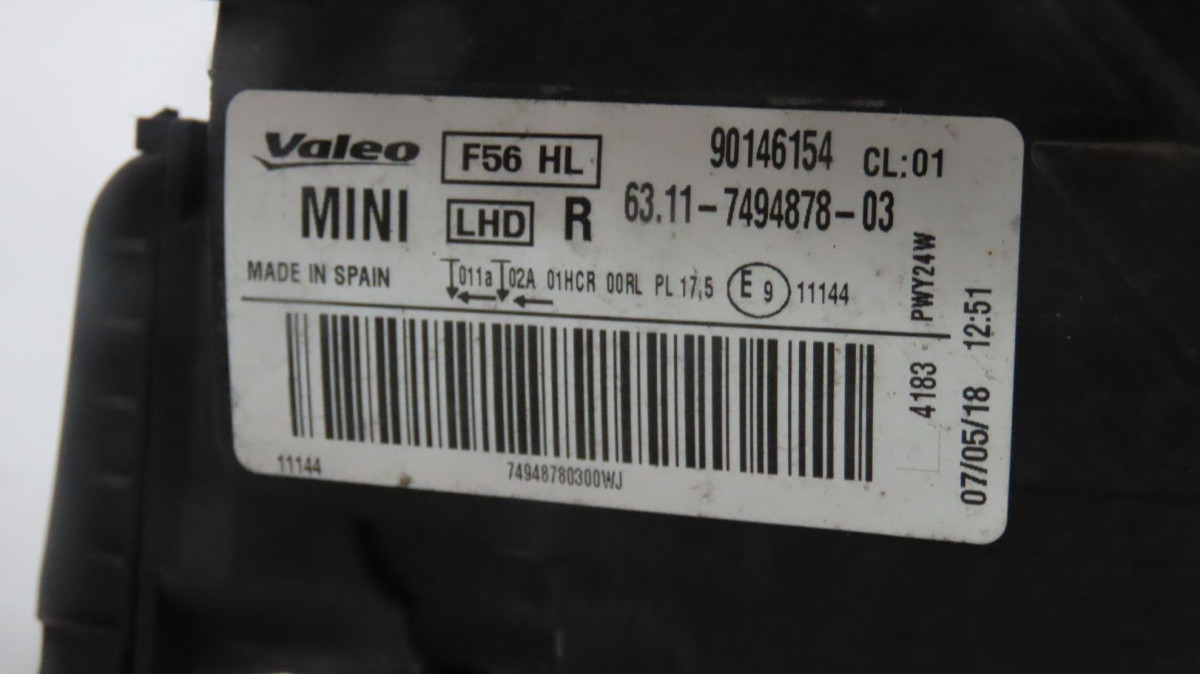 Valeo F56 HL 90146154 CL:01
MINI LHD R 63.11-7494878-03
MADE IN SPAIN 011a 02A 01HCR 00RL PL 17,5 E 9 11144
PWY24W
4183
07/05/18 12:51
11144 74948780300WJ